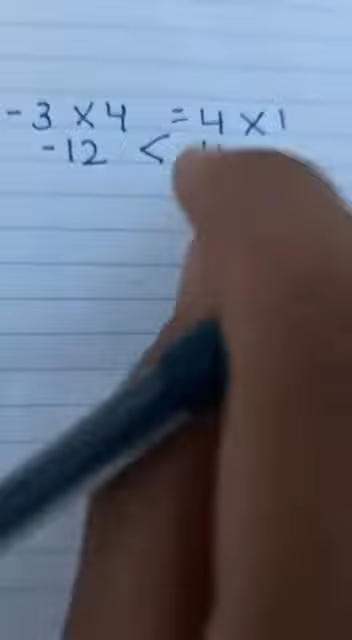 -3 × 4 = 4 × 1
-12 <